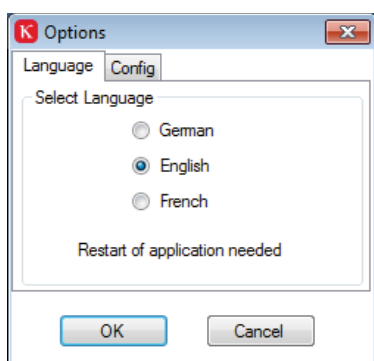 K Options
Language Config
Select Language
German
English
French
Restart of application needed
OK Cancel